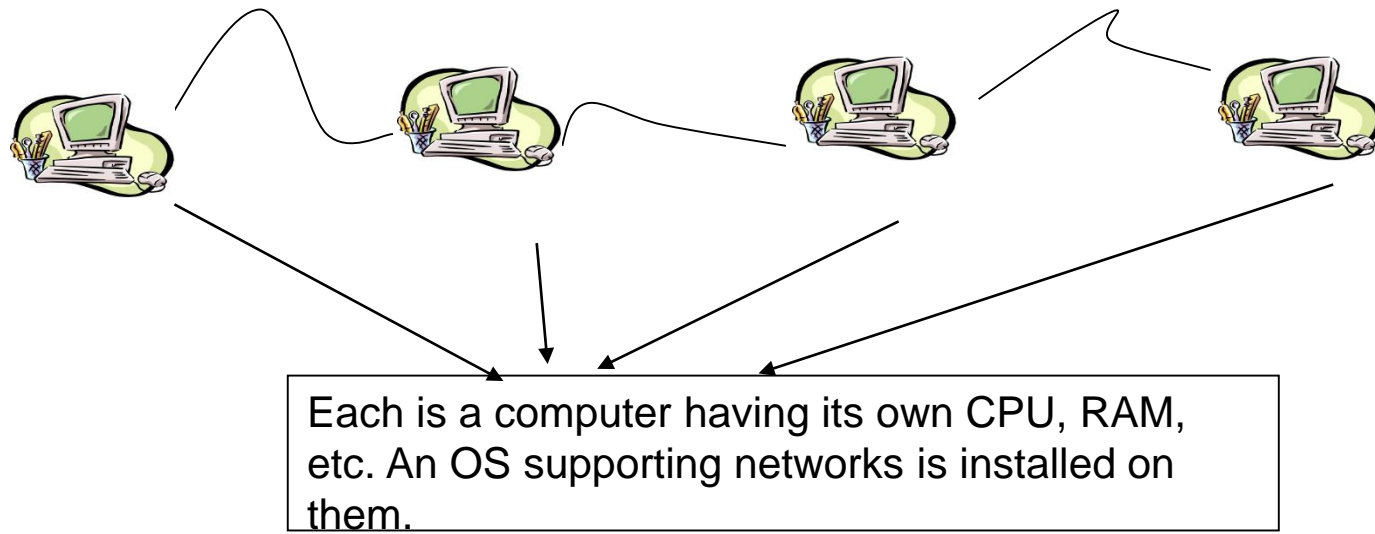 Each is a computer having its own CPU, RAM,
etc. An OS supporting networks is installed on
them.